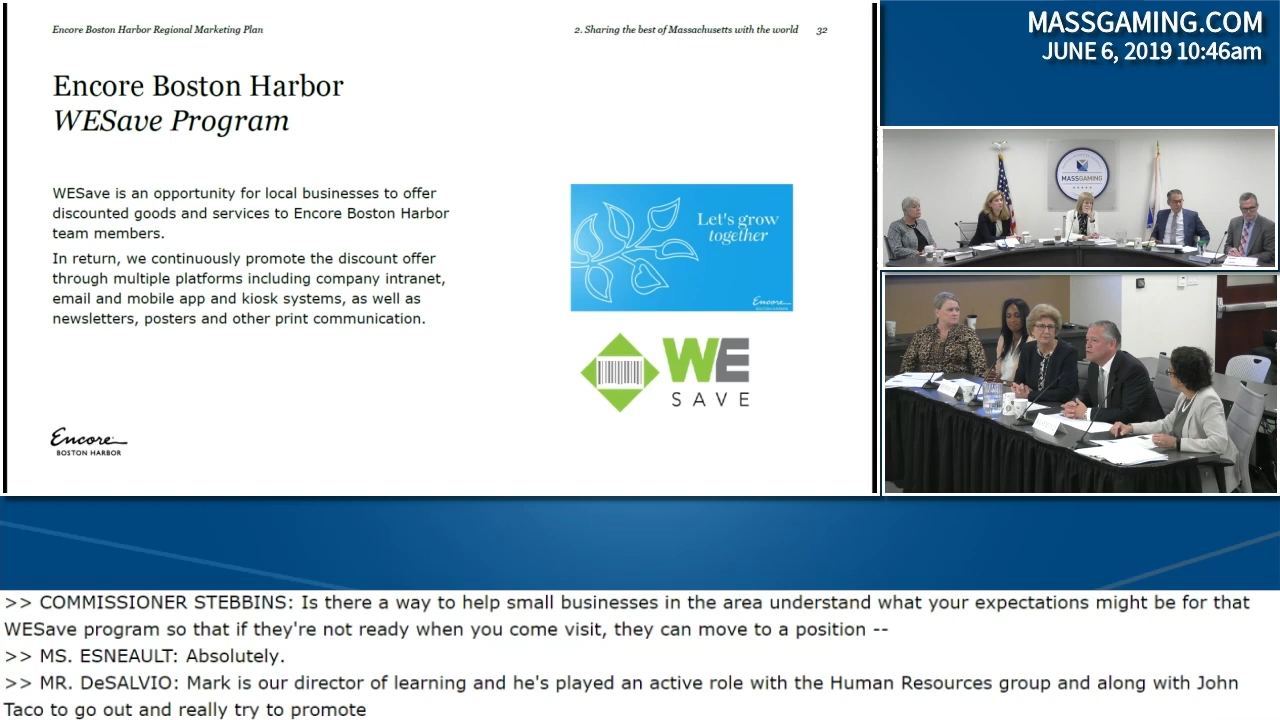 Encore Boston Harbor Regional Marketing Plan
2. Sharing the best of Massachusetts with the world 32
Encore Boston Harbor
WESave Program
WESave is an opportunity for local businesses to offer
discounted goods and services to Encore Boston Harbor
team members.
In return, we continuously promote the discount offer
through multiple platforms including company intranet,
email and mobile app and kiosk systems, as well as
newsletters, posters and other print communication.
Let's grow
together
Encore
BOSTON HARBOR
WE
SAVE
Encore
BOSTON HARBOR
MASSGAMING.COM
JUNE 6, 2019 10:46am
MASSGAMING
>> COMMISSIONER STEBBINS: Is there a way to help small businesses in the area understand what your expectations might be for that
WESave program so that if they're not ready when you come visit, they can move to a position --
>> MS. ESNEAULT: Absolutely.
>> MR. DeSALVIO: Mark is our director of learning and he's played an active role with the Human Resources group and along with John
Taco to go out and really try to promote